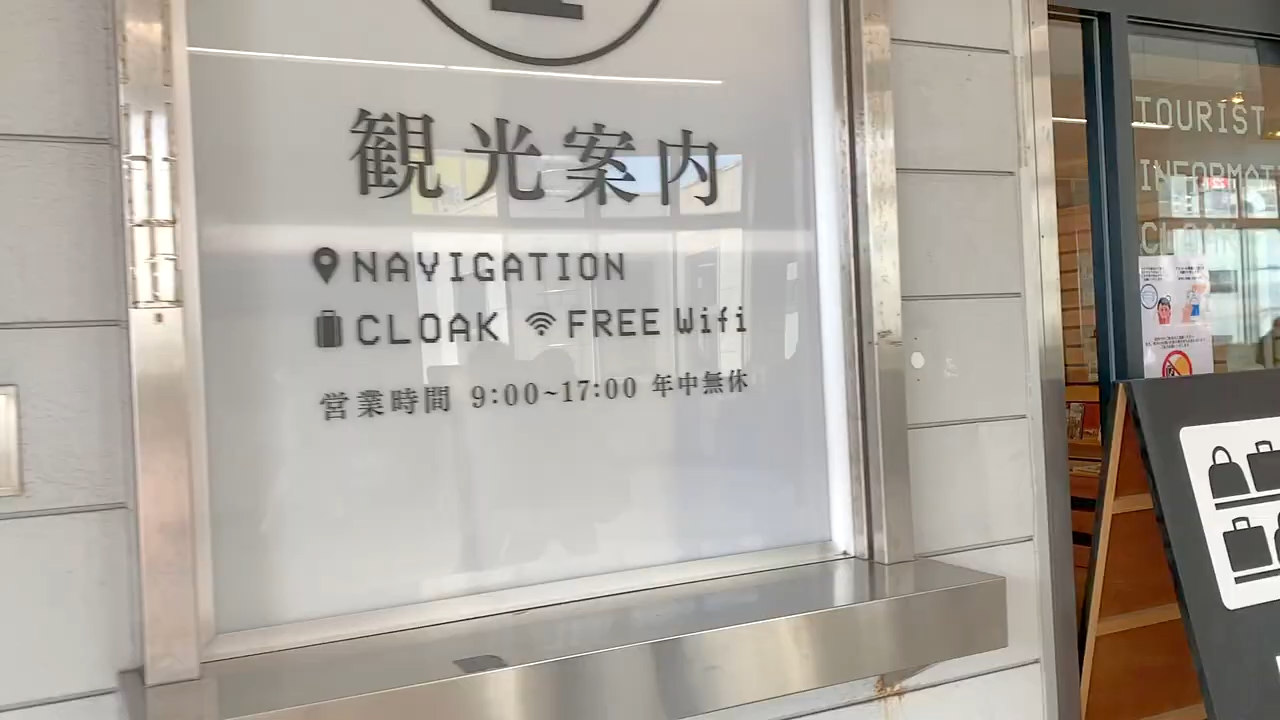 観光案内
NAVIGATION
CLOAK FREE Wifi
営業時間 9:00~17:00 年中無休
TOURIST
INFORMAT
CLOAK